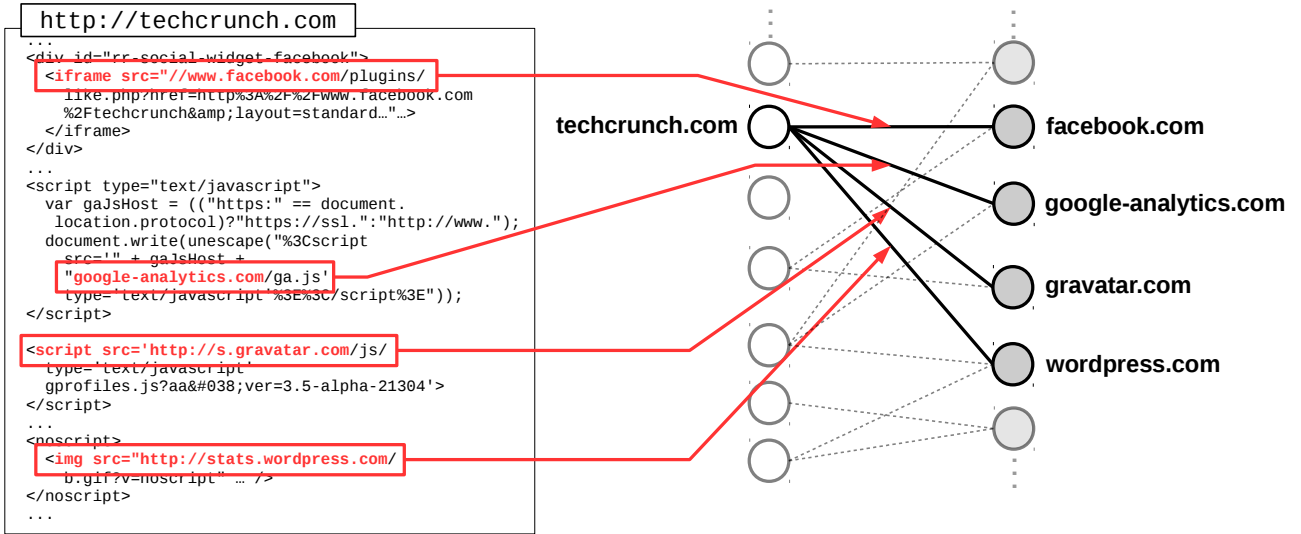 http://techcrunch.com
...
<div id="rr-social-widget-facebook">
<iframe src="//www.facebook.com/plugins/
like.php?href=http%3A%2F%2Fwww.facebook.com
%2Ftechcrunch&amp;layout=standard…"…>
</iframe>
</div>
...
<script type="text/javascript">
var gaJsHost = (("https:" == document.
location.protocol)?"https://ssl.":"http://www.");
document.write(unescape("%3Cscript
src='" + gaJsHost +
"google-analytics.com/ga.js'
type='text/javascript'%3E%3C/script%3E"));
</script>
<script src='http://s.gravatar.com/js/
type='text/javascript'
gprofiles.js?aa&#038;ver=3.5-alpha-21304'>
</script>
...
<noscript>
<img src="http://stats.wordpress.com/
b.gif?v=noscript" … />
</noscript>
...
techcrunch.com
facebook.com
google-analytics.com
gravatar.com
wordpress.com